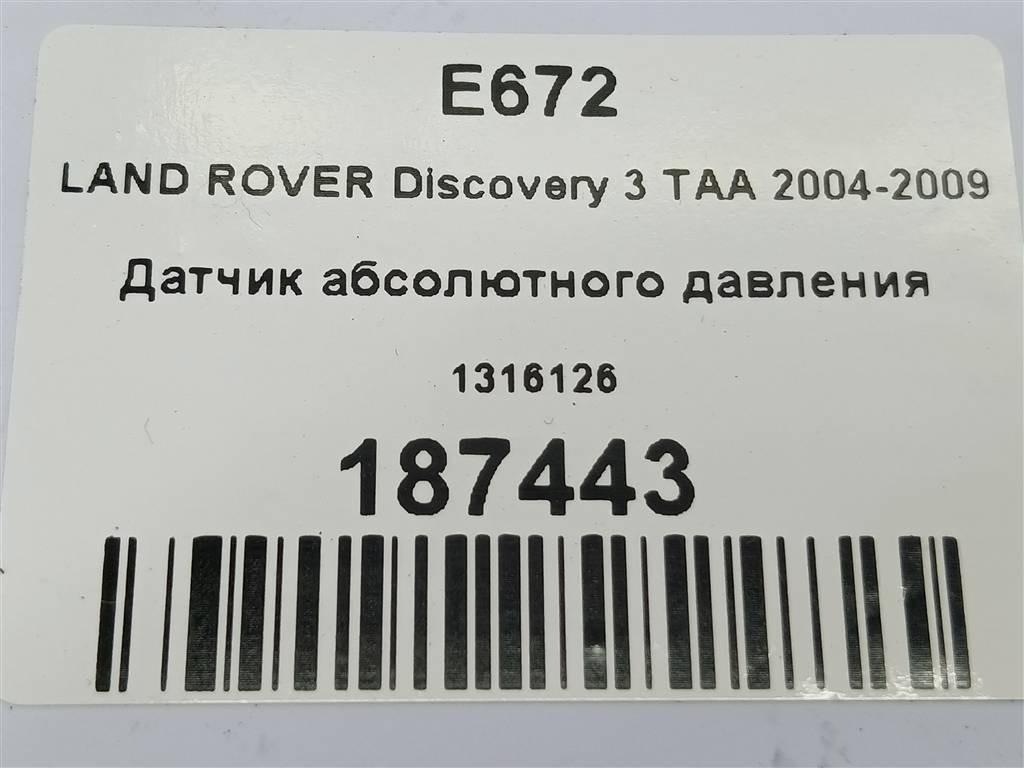 E672
LAND ROVER Discovery 3 TAA 2004-2009
Датчик абсолютного давления
1316126
187443